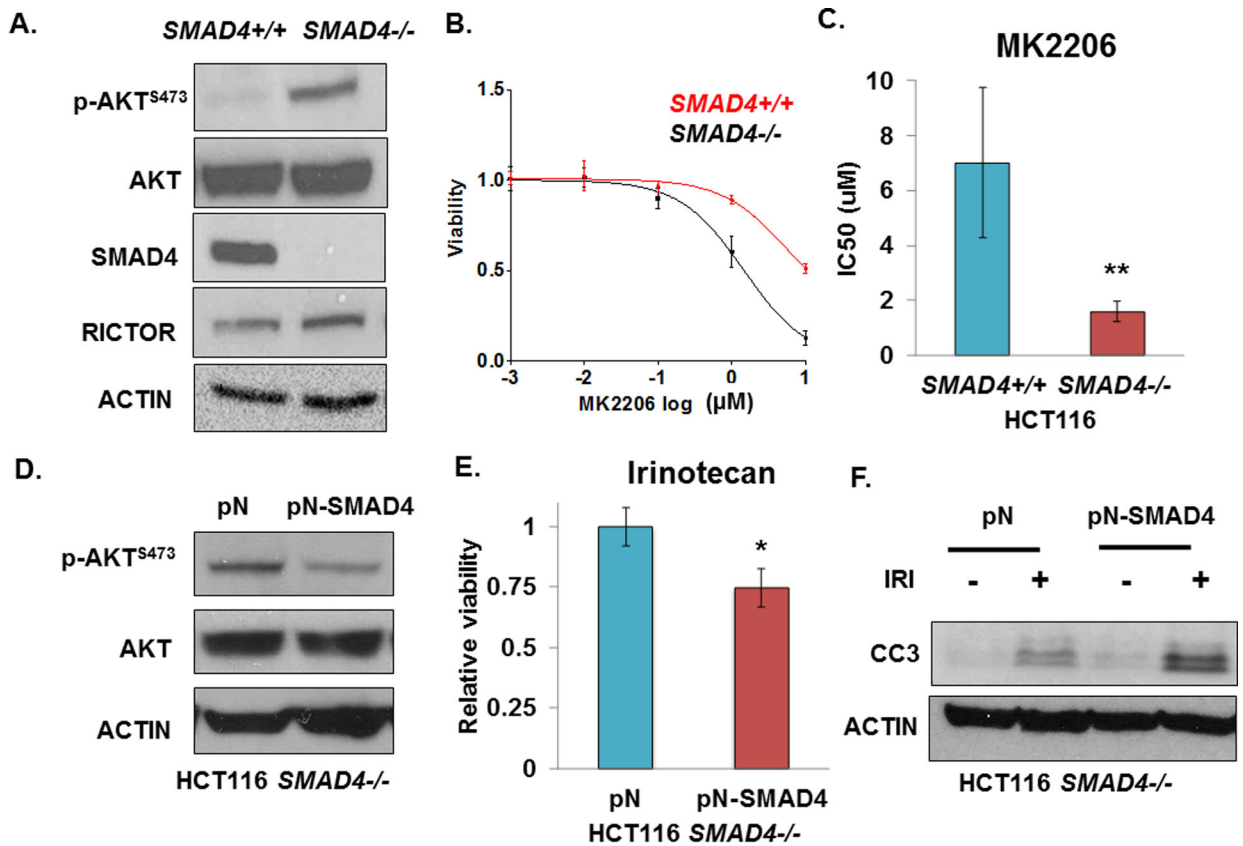 A.
SMAD4+/+ SMAD4-/-
p-AKTS473
AKT
SMAD4
RICTOR
ACTIN
B.
SMAD4+/+
SMAD4-/-
Viability
1.5
1.0
0.5
0.0
-3 -2 -1 0 1
MK2206 log (µM)
C.
MK2206
IC50 (uM)
10
8
6
4
2
0
**
SMAD4+/+ SMAD4-/-
HCT116
D.
pN pN-SMAD4
p-AKTS473
AKT
ACTIN
HCT116 SMAD4-/-
E.
Irinotecan
Relative viability
1
0.75
0.5
0.25
0
*
pN pN-SMAD4
HCT116 SMAD4-/-
F.
pN pN-SMAD4
IRI - + - +
CC3
ACTIN
HCT116 SMAD4-/-